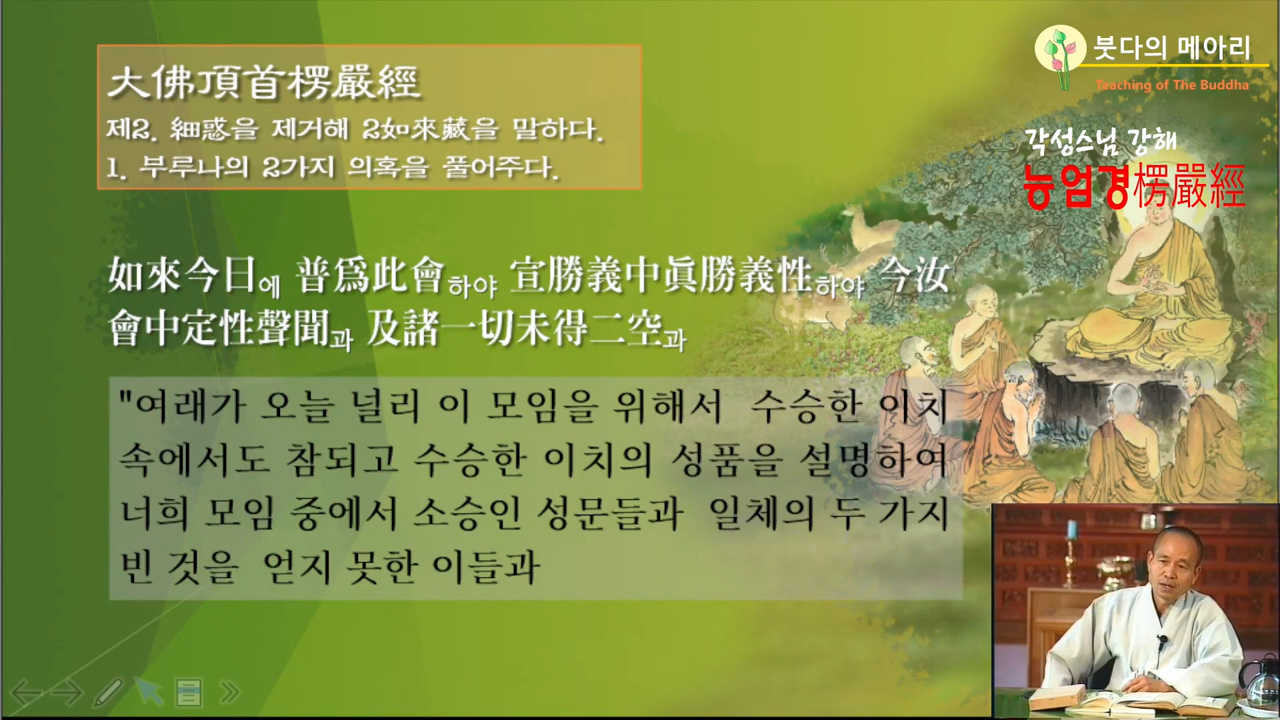 大佛頂首楞嚴經
제2. 細惑을 제거해 2如來藏을 말하다.
1. 부루나의 2가지 의혹을 풀어주다.
붓다의 메아리
Teaching of The Buddha
각성스님 강해
능엄경楞嚴經
如來今日에 普爲此會하야 宣勝義中眞勝義性하야 今汝
會中定性聲聞과 及諸一切未得二空과
"여래가 오늘 널리 이 모임을 위해서 수승한 이치
속에서도 참되고 수승한 이치의 성품을 설명하여
너희 모임 중에서 소승인 성문들과 일체의 두 가지
빈 것을 얻지 못한 이들과